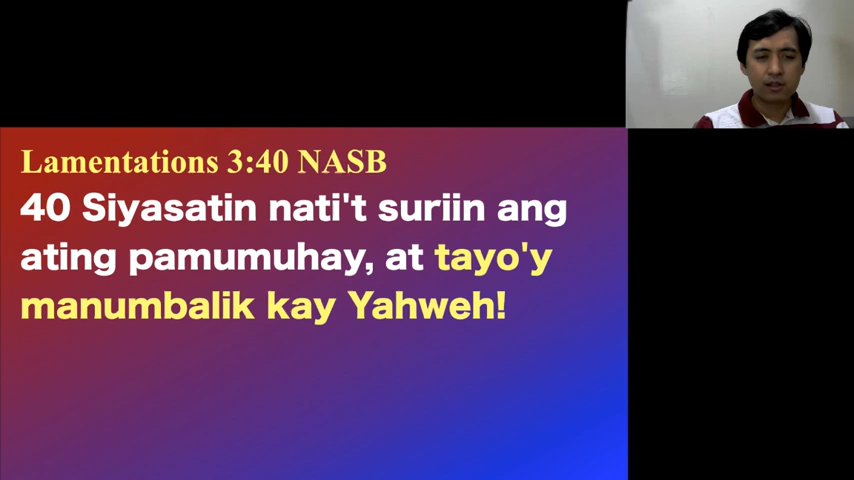 Lamentations 3:40 NASB
40 Siyasatin nati't suriin ang
ating pamumuhay, at tayo'y
manumbalik kay Yahweh!